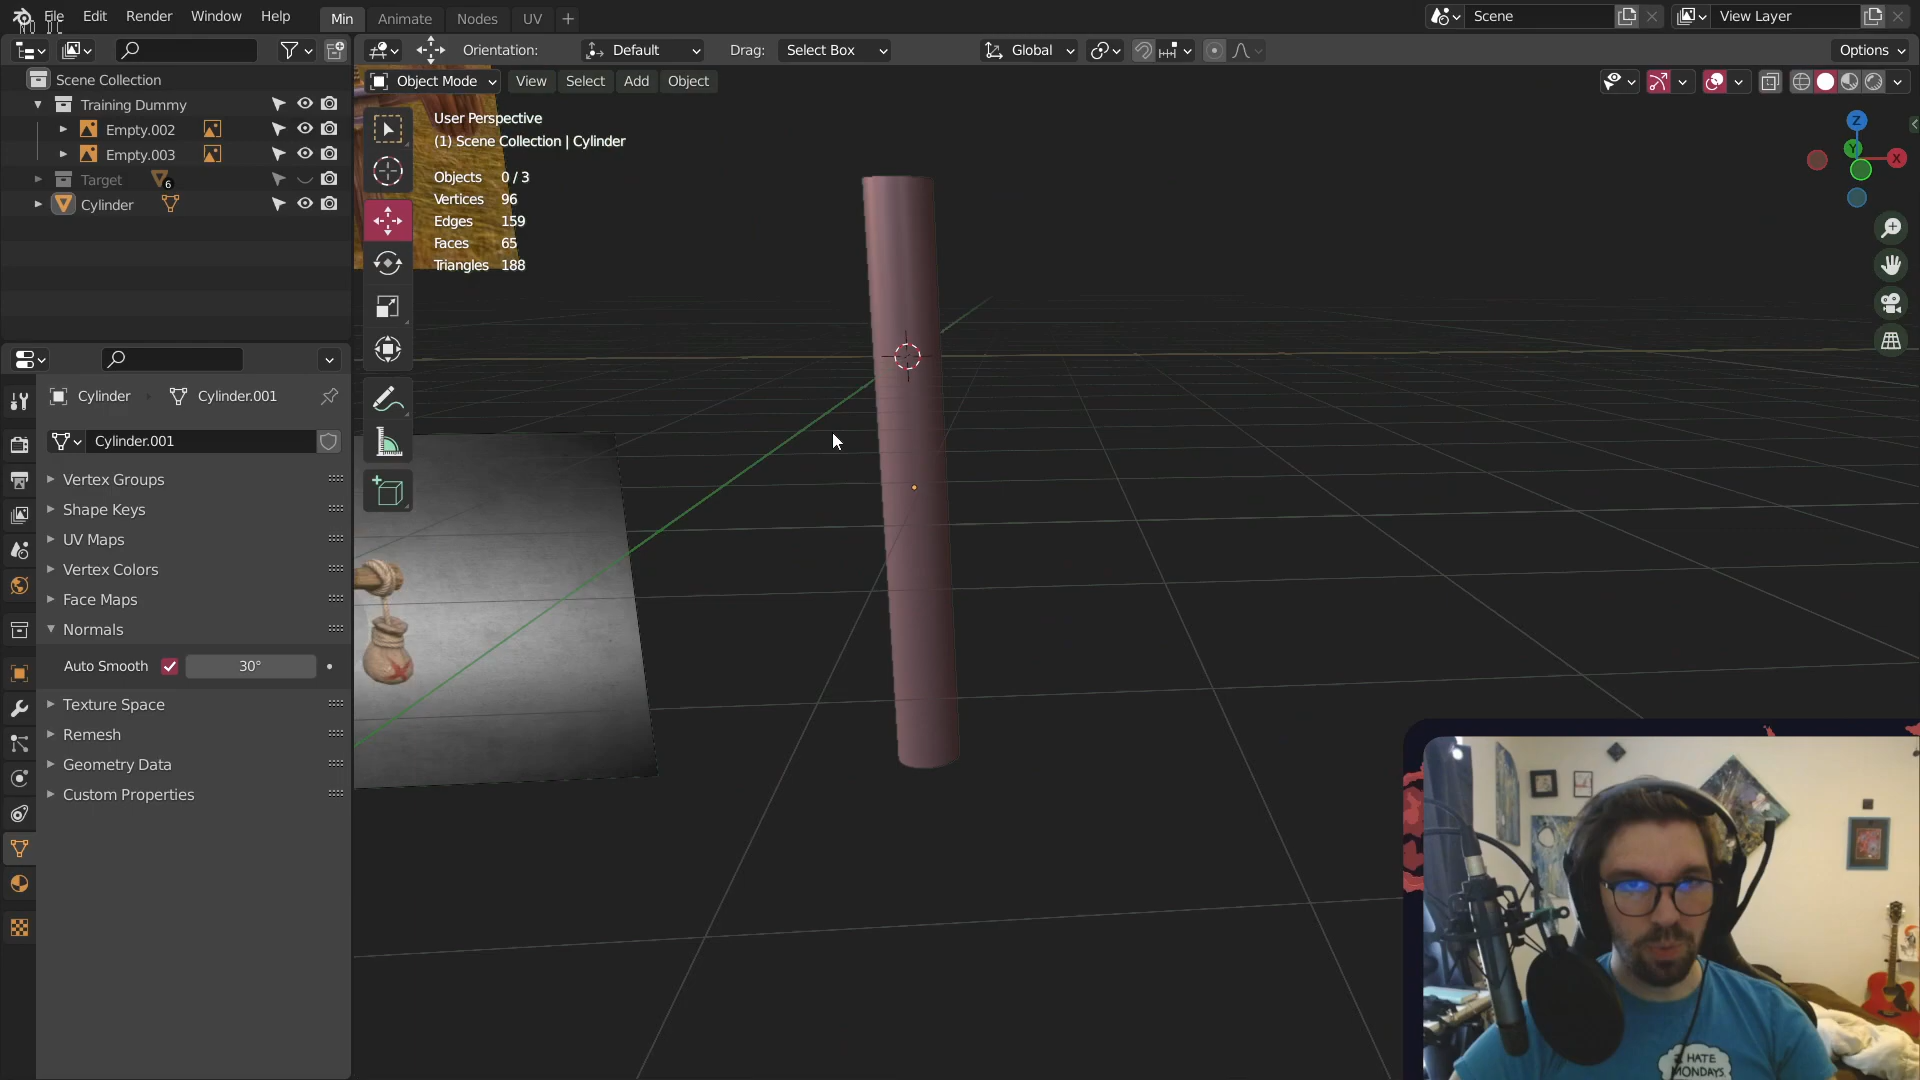 File Edit Render Window Help
Min Animate Nodes UV
Scene
View Layer
Orientation: Default Drag: Select Box
Global
Options
Scene Collection
Training Dummy
Empty.002
Empty.003
Target 6
Cylinder
Object Mode View Select Add Object
User Perspective
(1) Scene Collection | Cylinder
Objects 0 / 3
Vertices 96
Edges 159
Faces 65
Triangles 188
Z
Y
X
Cylinder Cylinder.001
Cylinder.001
Vertex Groups
Shape Keys
UV Maps
Vertex Colors
Face Maps
Normals
Auto Smooth 30°
Texture Space
Remesh
Geometry Data
Custom Properties
I HATE
MONDAYS.